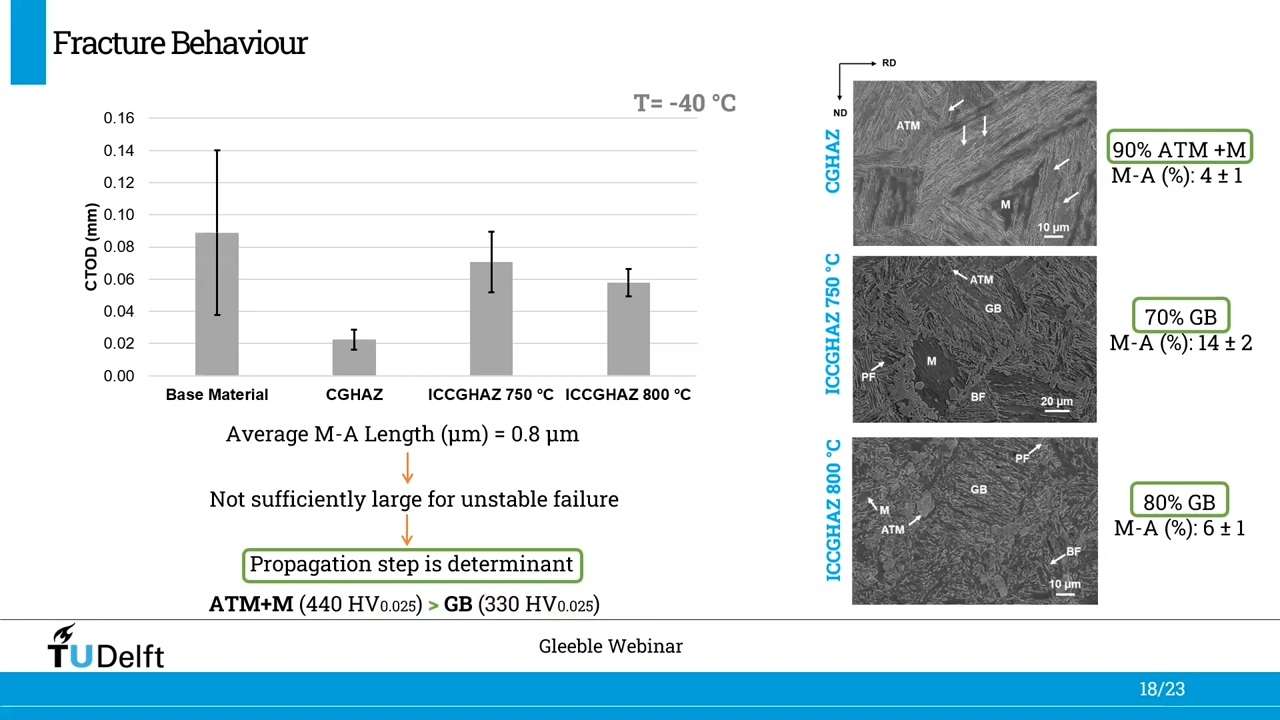 Fracture Behaviour
T= -40 °C
0.16
0.14
0.12
0.10
0.08
0.06
0.04
0.02
0.00
CTOD (mm)
Base Material
CGHAZ
ICCGHAZ 750 °C
ICCGHAZ 800 °C
Average M-A Length (µm) = 0.8 µm
Not sufficiently large for unstable failure
Propagation step is determinant
ATM+M (440 HV0.025) > GB (330 HV0.025)
RD
ND
CGHAZ
ATM
M
10 µm
90% ATM +M
M-A (%): 4 ± 1
ICCGHAZ 750 °C
ATM
GB
M
PF
BF
20 µm
70% GB
M-A (%): 14 ± 2
ICCGHAZ 800 °C
PF
GB
M
ATM
BF
10 µm
80% GB
M-A (%): 6 ± 1
TUDelft
Gleeble Webinar
18/23